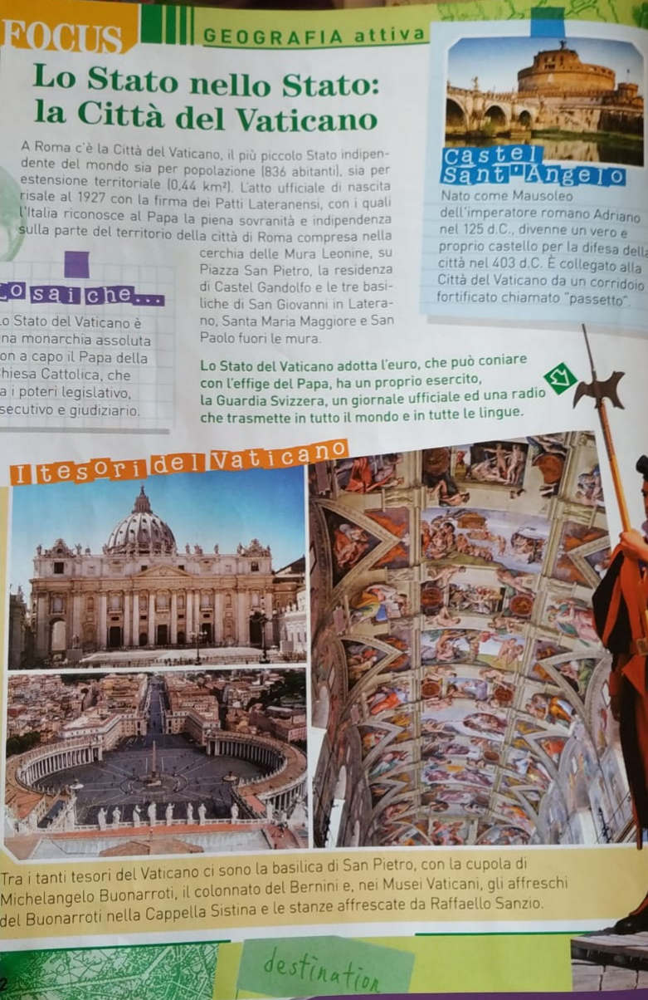 FOCUS
GEOGRAFIA attiva
Lo Stato nello Stato:
la Città del Vaticano
A Roma c'è la Città del Vaticano, il più piccolo Stato indipen-
dente del mondo sia per popolazione (836 abitanti), sia per
estensione territoriale (0,44 km²). L'atto ufficiale di nascita
risale al 1927 con la firma dei Patti Lateranensi, con i quali
l'Italia riconosce al Papa la piena sovranità e indipendenza
sulla parte del territorio della città di Roma compresa nella
cerchia delle Mura Leonine, su
Piazza San Pietro, la residenza
di Castel Gandolfo e le tre basi-
liche di San Giovanni in Latera-
no, Santa Maria Maggiore e San
Paolo fuori le mura.
Lo Stato del Vaticano adotta l'euro, che può coniare
con l'effige del Papa, ha un proprio esercito,
la Guardia Svizzera, un giornale ufficiale ed una radio
che trasmette in tutto il mondo e in tutte le lingue.
Castel
Sant'Angelo
Nato come Mausoleo
dell'imperatore romano Adriano
nel 125 d.C., divenne un vero e
proprio castello per la difesa della
città nel 403 d.C. È collegato alla
Città del Vaticano da un corridoio
fortificato chiamato "passetto".
Lo sai che...
o Stato del Vaticano è
na monarchia assoluta
on a capo il Papa della
hiesa Cattolica, che
a i poteri legislativo,
secutivo e giudiziario.
I tesori del Vaticano
Tra i tanti tesori del Vaticano ci sono la basilica di San Pietro, con la cupola di
Michelangelo Buonarroti, il colonnato del Bernini e, nei Musei Vaticani, gli affreschi
del Buonarroti nella Cappella Sistina e le stanze affrescate da Raffaello Sanzio.
2
destination